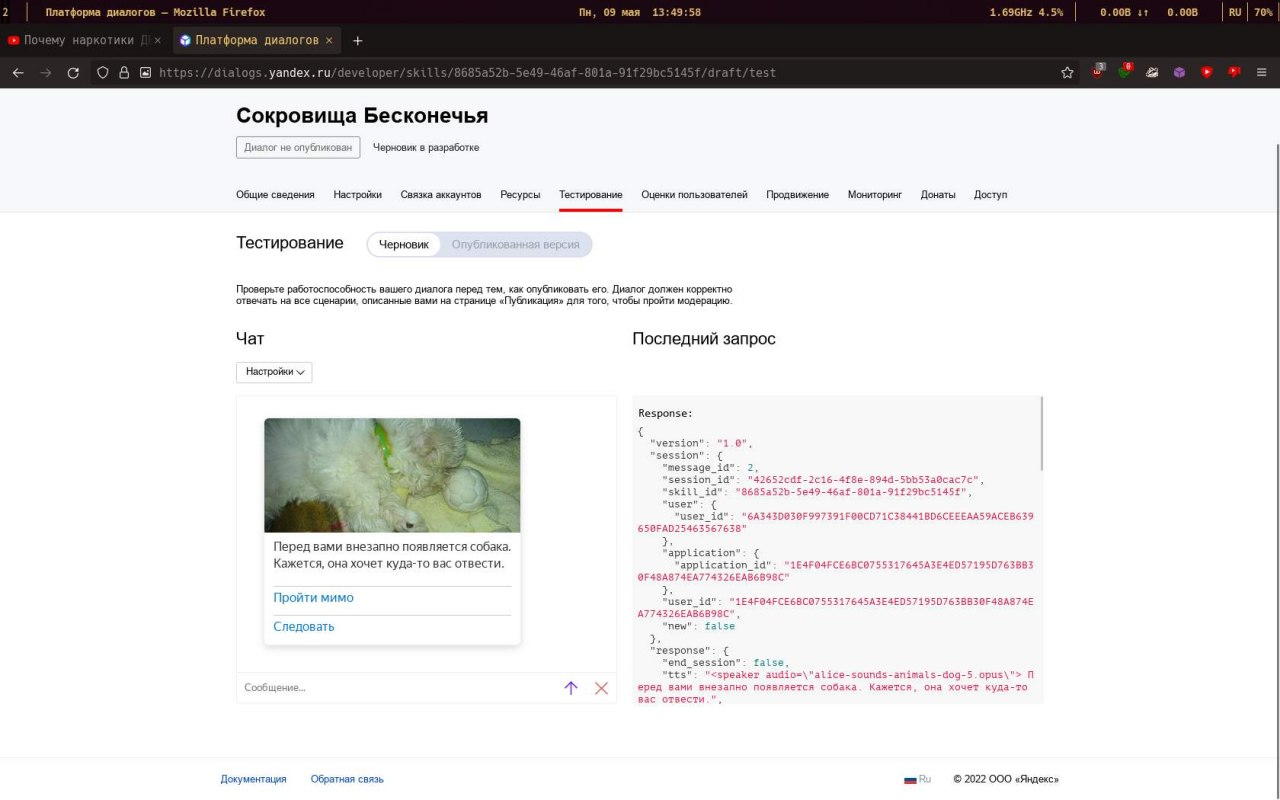 2
Платформа диалогов — Mozilla Firefox
Пн, 09 мая 13:49:58
1.69GHz 4.5%
0.00B ↓↑ 0.00B
RU
70%
Почему наркотики Д
Платформа диалогов
https://dialogs.yandex.ru/developer/skills/8685a52b-5e49-46af-801a-91f29bc5145f/draft/test
3
0
Сокровища Бесконечья
Диалог не опубликован
Черновик в разработке
Общие сведения
Настройки
Связка аккаунтов
Ресурсы
Тестирование
Оценки пользователей
Продвижение
Мониторинг
Донаты
Доступ
Тестирование
Черновик
Опубликованная версия
Проверьте работоспособность вашего диалога перед тем, как опубликовать его. Диалог должен корректно
отвечать на все сценарии, описанные вами на странице «Публикация» для того, чтобы пройти модерацию.
Чат
Настройки
Перед вами внезапно появляется собака.
Кажется, она хочет куда-то вас отвести.
Пройти мимо
Следовать
Сообщение...
Последний запрос
Response:
{
"version": "1.0",
"session": {
"message_id": 2,
"session_id": "42652cdf-2c16-4f8e-894d-5bb53a0cac7c",
"skill_id": "8685a52b-5e49-46af-801a-91f29bc5145f",
"user": {
"user_id": "6A343D030F997391F00CD71C38441BD6CEEEAA59ACEB639
650FAD25463567638"
},
"application": {
"application_id": "1E4F04FCE6BC0755317645A3E4ED57195D763BB3
0F48A874EA774326EAB6B98C"
},
"user_id": "1E4F04FCE6BC0755317645A3E4ED57195D763BB30F48A874E
A774326EAB6B98C",
"new": false
},
"response": {
"end_session": false,
"tts": "<speaker audio=\"alice-sounds-animals-dog-5.opus\"> П
еред вами внезапно появляется собака. Кажется, она хочет куда-то
вас отвести.",
Документация
Обратная связь
Ru
© 2022 ООО «Яндекс»